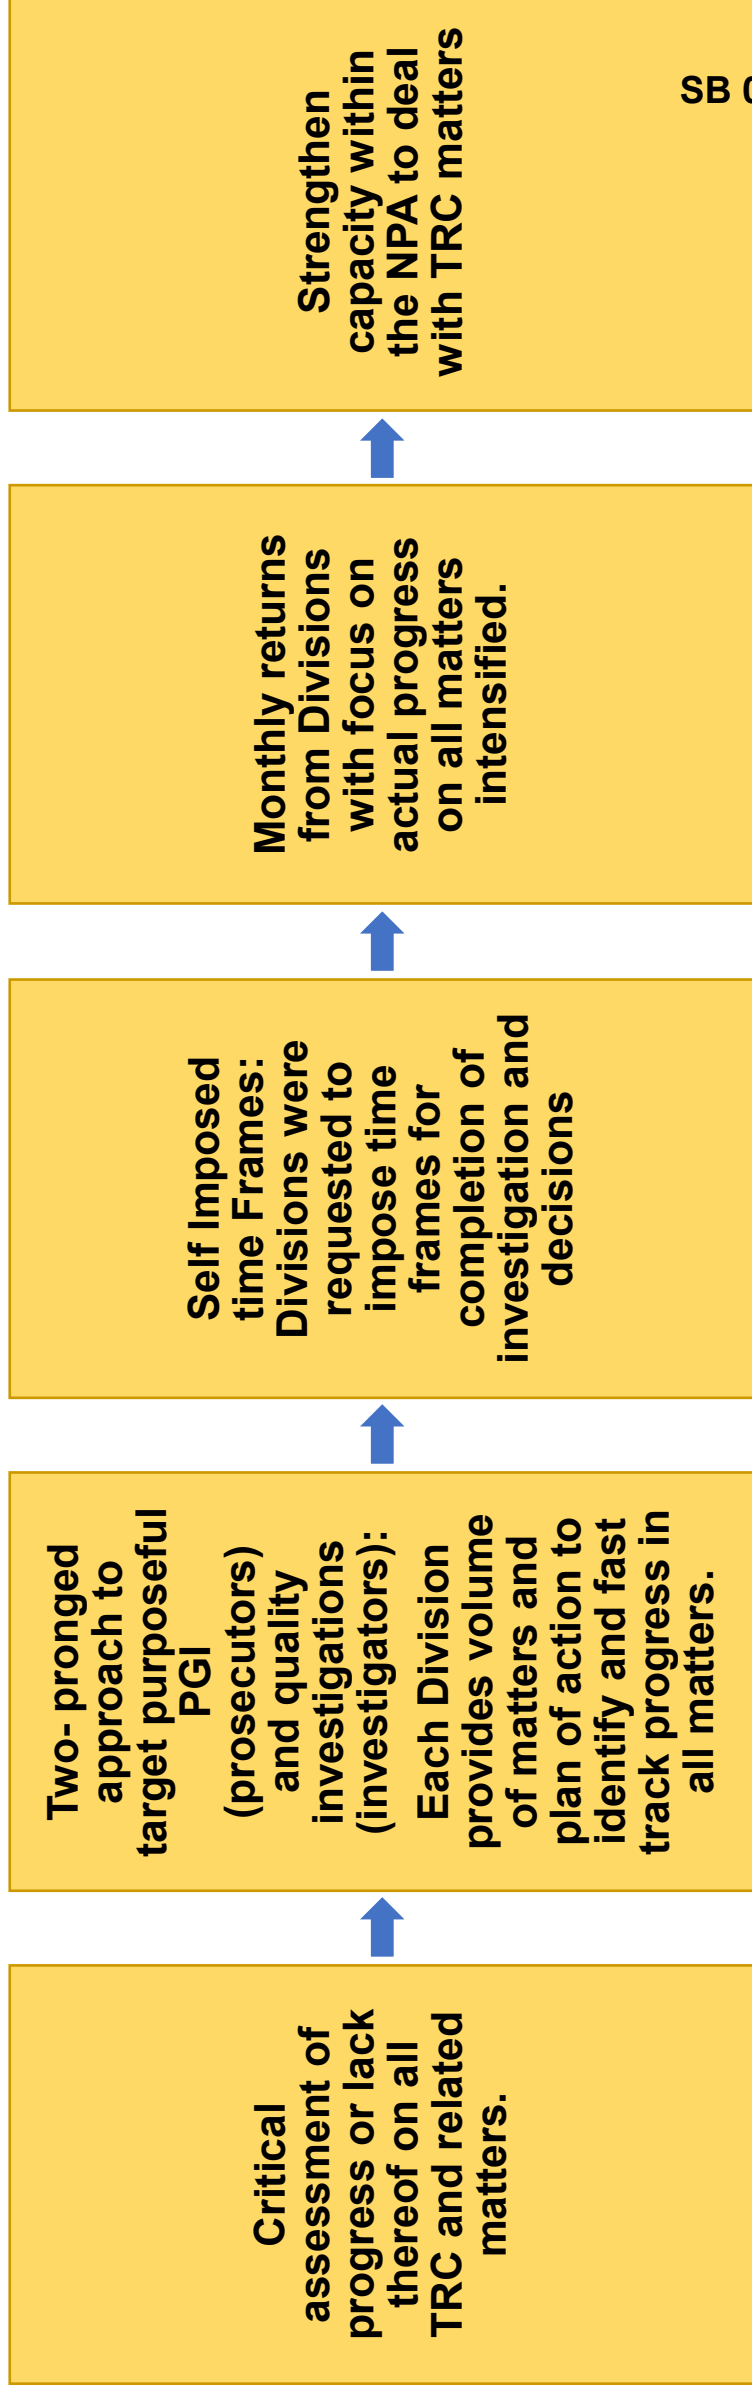 Critical
assessment of
progress or lack
thereof on all
TRC and related
matters.
Two- pronged
approach to
target purposeful
PGI
(prosecutors)
and quality
investigations
(investigators):
Each Division
provides volume
of matters and
plan of action to
identify and fast
track progress in
all matters.
Self Imposed
time Frames:
Divisions were
requested to
impose time
frames for
completion of
investigation and
decisions
Monthly returns
from Divisions
with focus on
actual progress
on all matters
intensified.
Strengthen
capacity within
the NPA to deal
with TRC matters
SB